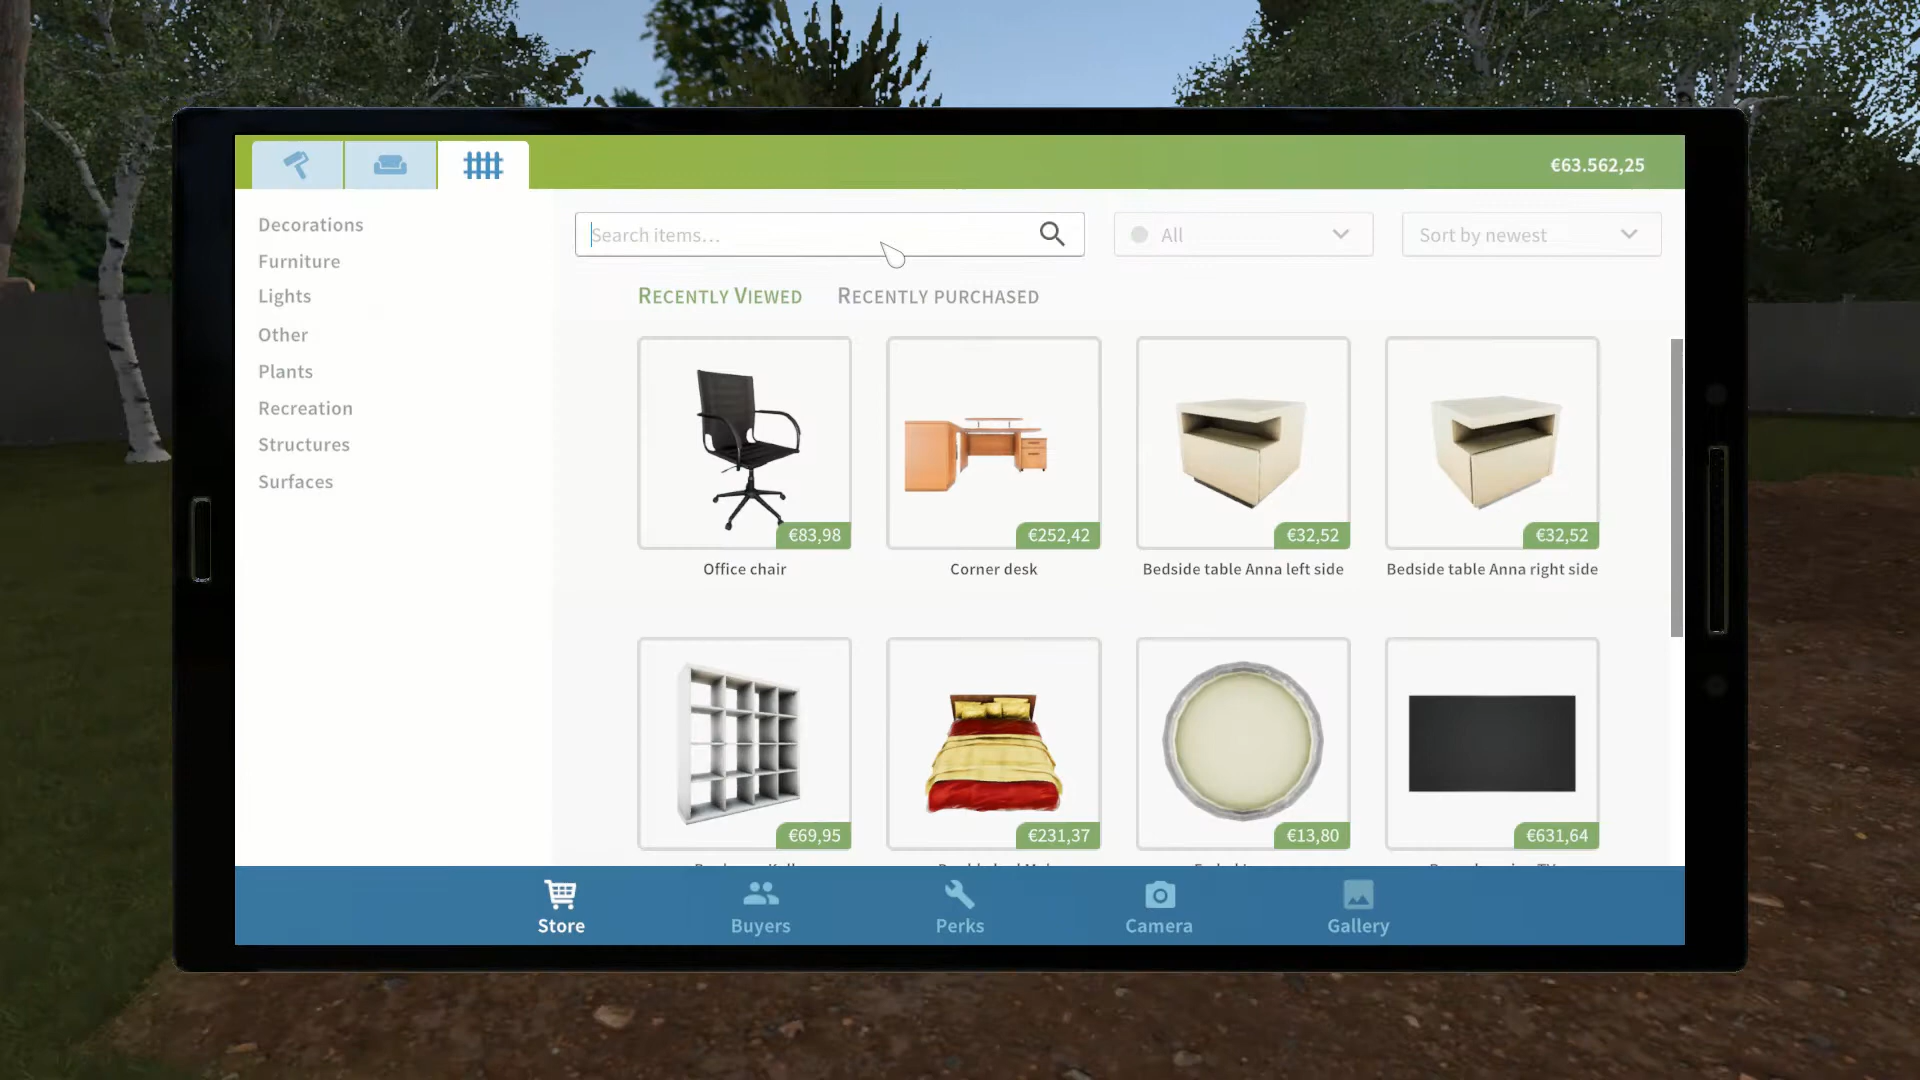 €63.562,25
Decorations
Furniture
Lights
Other
Plants
Recreation
Structures
Surfaces
Search items...
All
Sort by newest
RECENTLY VIEWED
RECENTLY PURCHASED
€83,98
€252,42
€32,52
€32,52
Office chair
Corner desk
Bedside table Anna left side
Bedside table Anna right side
€69,95
€231,37
€13,80
€631,64
Store
Buyers
Perks
Camera
Gallery